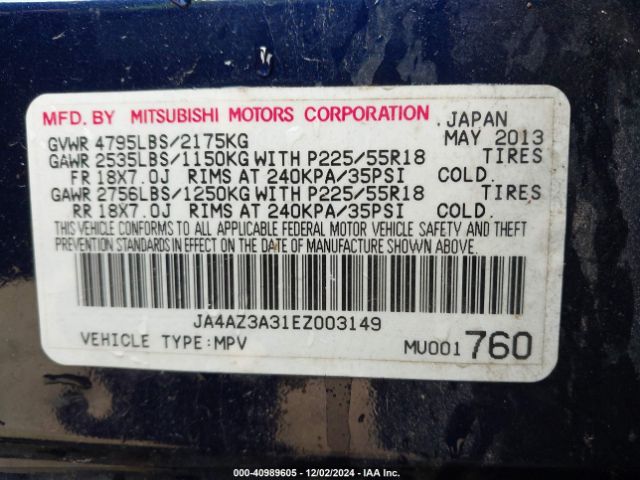 MFD. BY MITSUBISHI MOTORS CORPORATION . JAPAN
GVWR 4795LBS/2175KG MAY 2013
GAWR 2535LBS/1150KG WITH P225/55R18 TIRES
FR 18X7.0J RIMS AT 240KPA/35PSI COLD.
GAWR 2756LBS/1250KG WITH P225/55R18 TIRES
RR 18X7.0J RIMS AT 240KPA/35PSI COLD.
THIS VEHICLE CONFORMS TO ALL APPLICABLE FEDERAL MOTOR VEHICLE SAFETY AND THEFT
PREVENTION STANDARDS IN EFFECT ON THE DATE OF MANUFACTURE SHOWN ABOVE.
JA4AZ3A31EZ003149
VEHICLE TYPE:MPV MU001 760
© (STOCK# - 40989605 - 12/02/2024 - IAA Inc.)